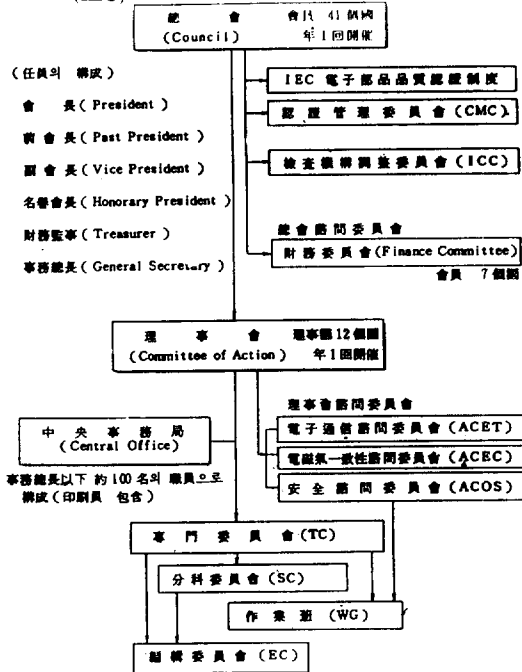 總會 會員 41個國
(Council) 年1回開催
(任員의 構成)
會長 (President)
前會長 (Past President)
副會長 (Vice President)
名譽會長 (Honorary President)
財務監事 (Treasurer)
事務總長 (General Secretary)
IEC 電子部品品質認證制度
認證管理委員會 (CMC)
檢査機構調整委員會 (ICC)
總會諮問委員會
財務委員會 (Finance Committee)
會員 7個國
理事會 理事國12個國
(Committee of Action) 年1回開催
中央事務局
(Central Office)
事務總長以下 約100名의 職員으로
構成(印刷員 包含)
理事會諮問委員會
電子通信諮問委員會 (ACET)
電磁氣一致性諮問委員會 (ACEC)
安全諮問委員會 (ACOS)
專門委員會 (TC)
分科委員會 (SC)
作業班 (WG)
編輯委員會 (EC)